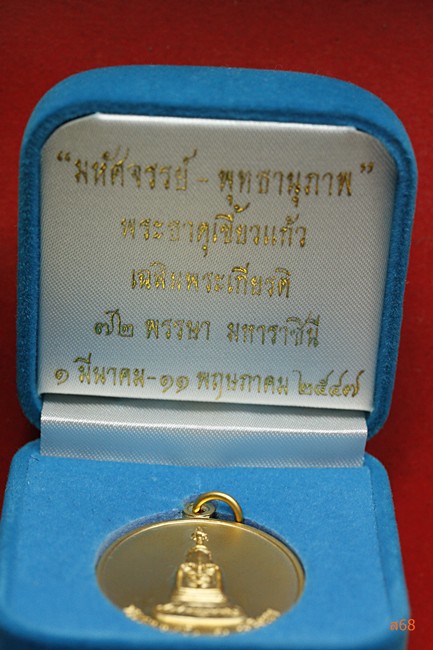 “มหัศจรรย์ - พุทธานุภาพ”
พระธาตุเขี้ยวแก้ว
เฉลิมพระเกียรติ
๗๒ พรรษา มหาราชินี
๑ มีนาคม-๑๑ พฤษภาคม ๒๕๔๗
ล68